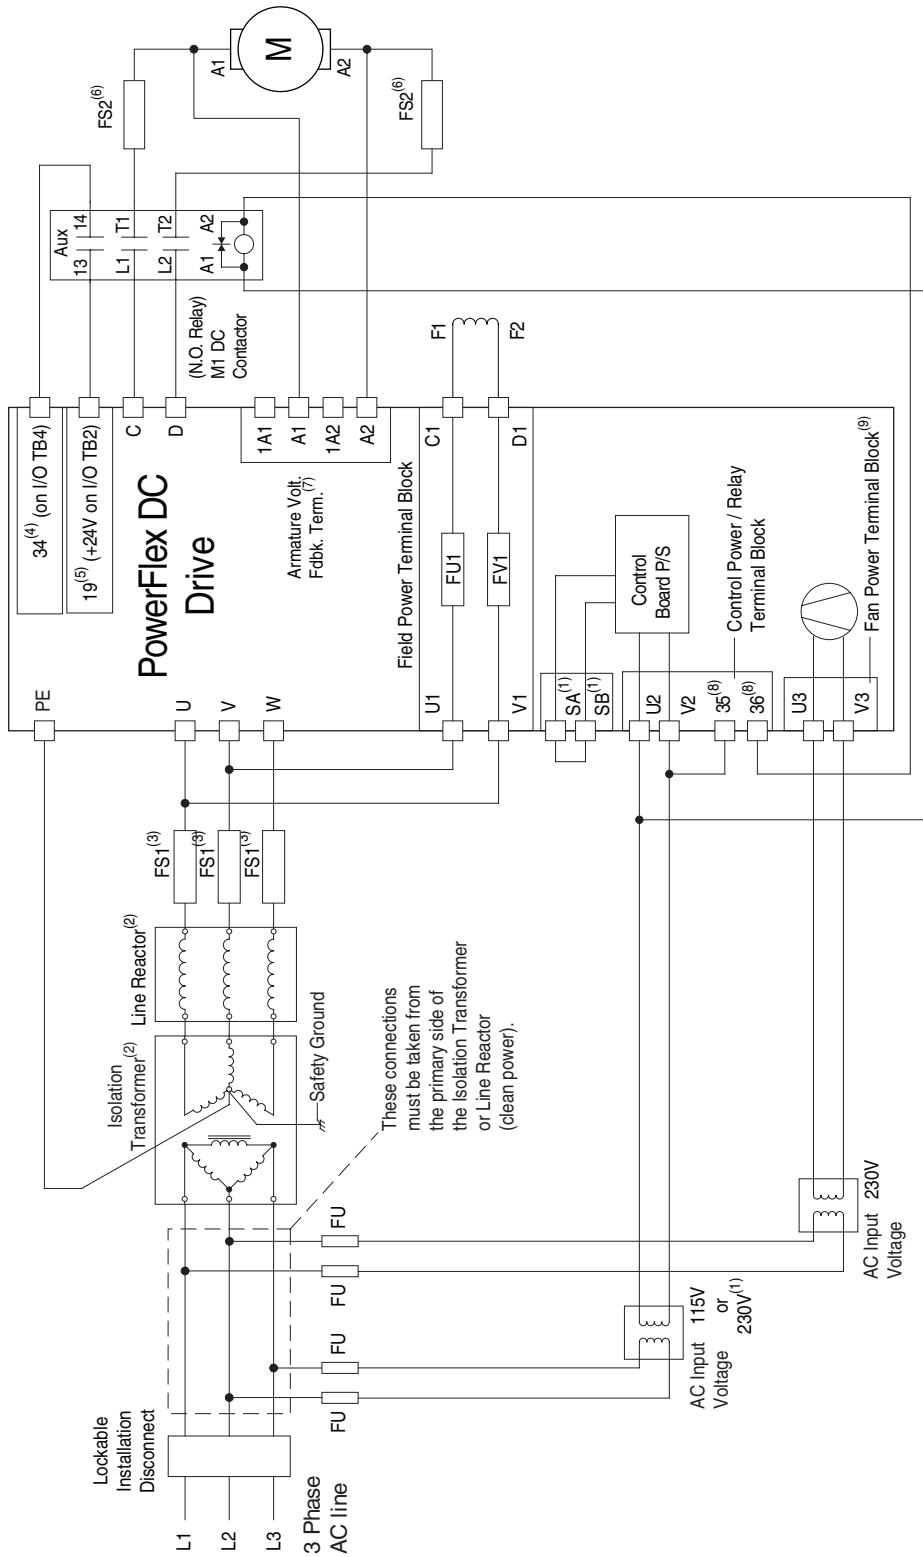 Lockable
Installation
Disconnect
L1
L2
L3
3 Phase
AC line
FU
FU
FU
FU
AC Input
Voltage
115V
or
230V(1)
AC Input
Voltage
230V
These connections
must be taken from
the primary side of
the Isolation Transformer
or Line Reactor
(clean power).
Isolation
Transformer(2)
Safety Ground
Line Reactor(2)
FS1(3)
FS1(3)
FS1(3)
PE
U
V
W
PowerFlex DC
Drive
34(4) (on I/O TB4)
19(5) (+24V on I/O TB2)
C
D
Armature Volt.
Fdbk. Term.(7)
1A1
A1
1A2
A2
Field Power Terminal Block
U1
V1
FU1
FV1
C1
D1
F1
F2
SA(1)
SB(1)
Control
Board P/S
U2
V2
35(8)
36(8)
Control Power / Relay
Terminal Block
U3
V3
Fan Power Terminal Block(9)
(N.O. Relay)
M1 DC
Contactor
Aux
13
14
L1
T1
L2
T2
A1
A2
FS2(6)
FS2(6)
A1
A2
M